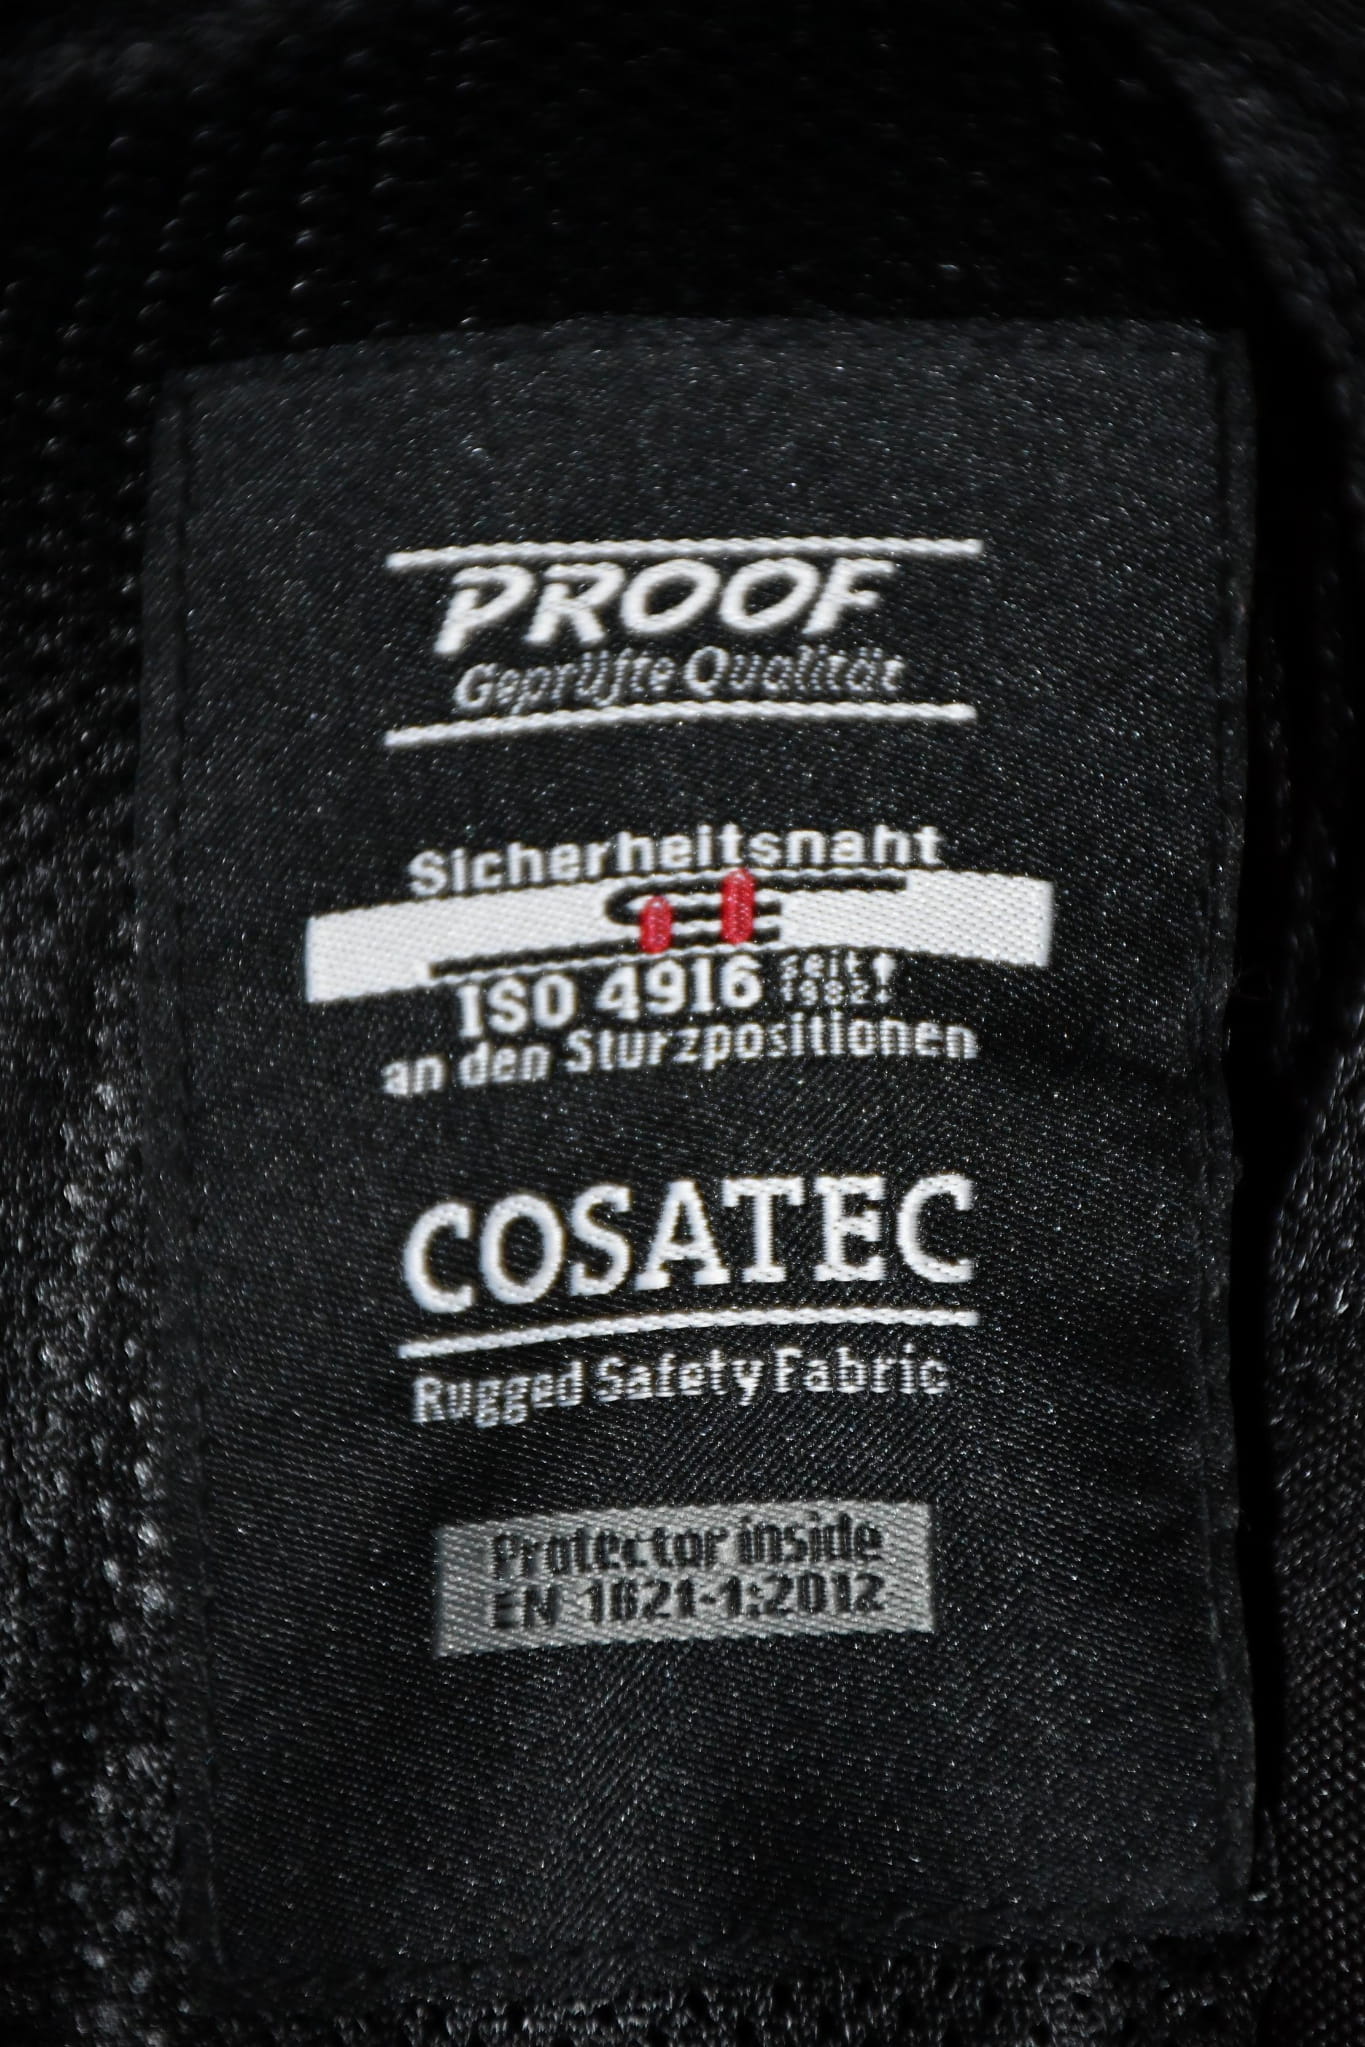 PROOF
Geprüfte Qualität
Sicherheitsnaht
ISO 4916 seit
an den Sturzpositionen
COSATEC
Rugged Safety Fabric
Protector inside
EN 1621-1:2012